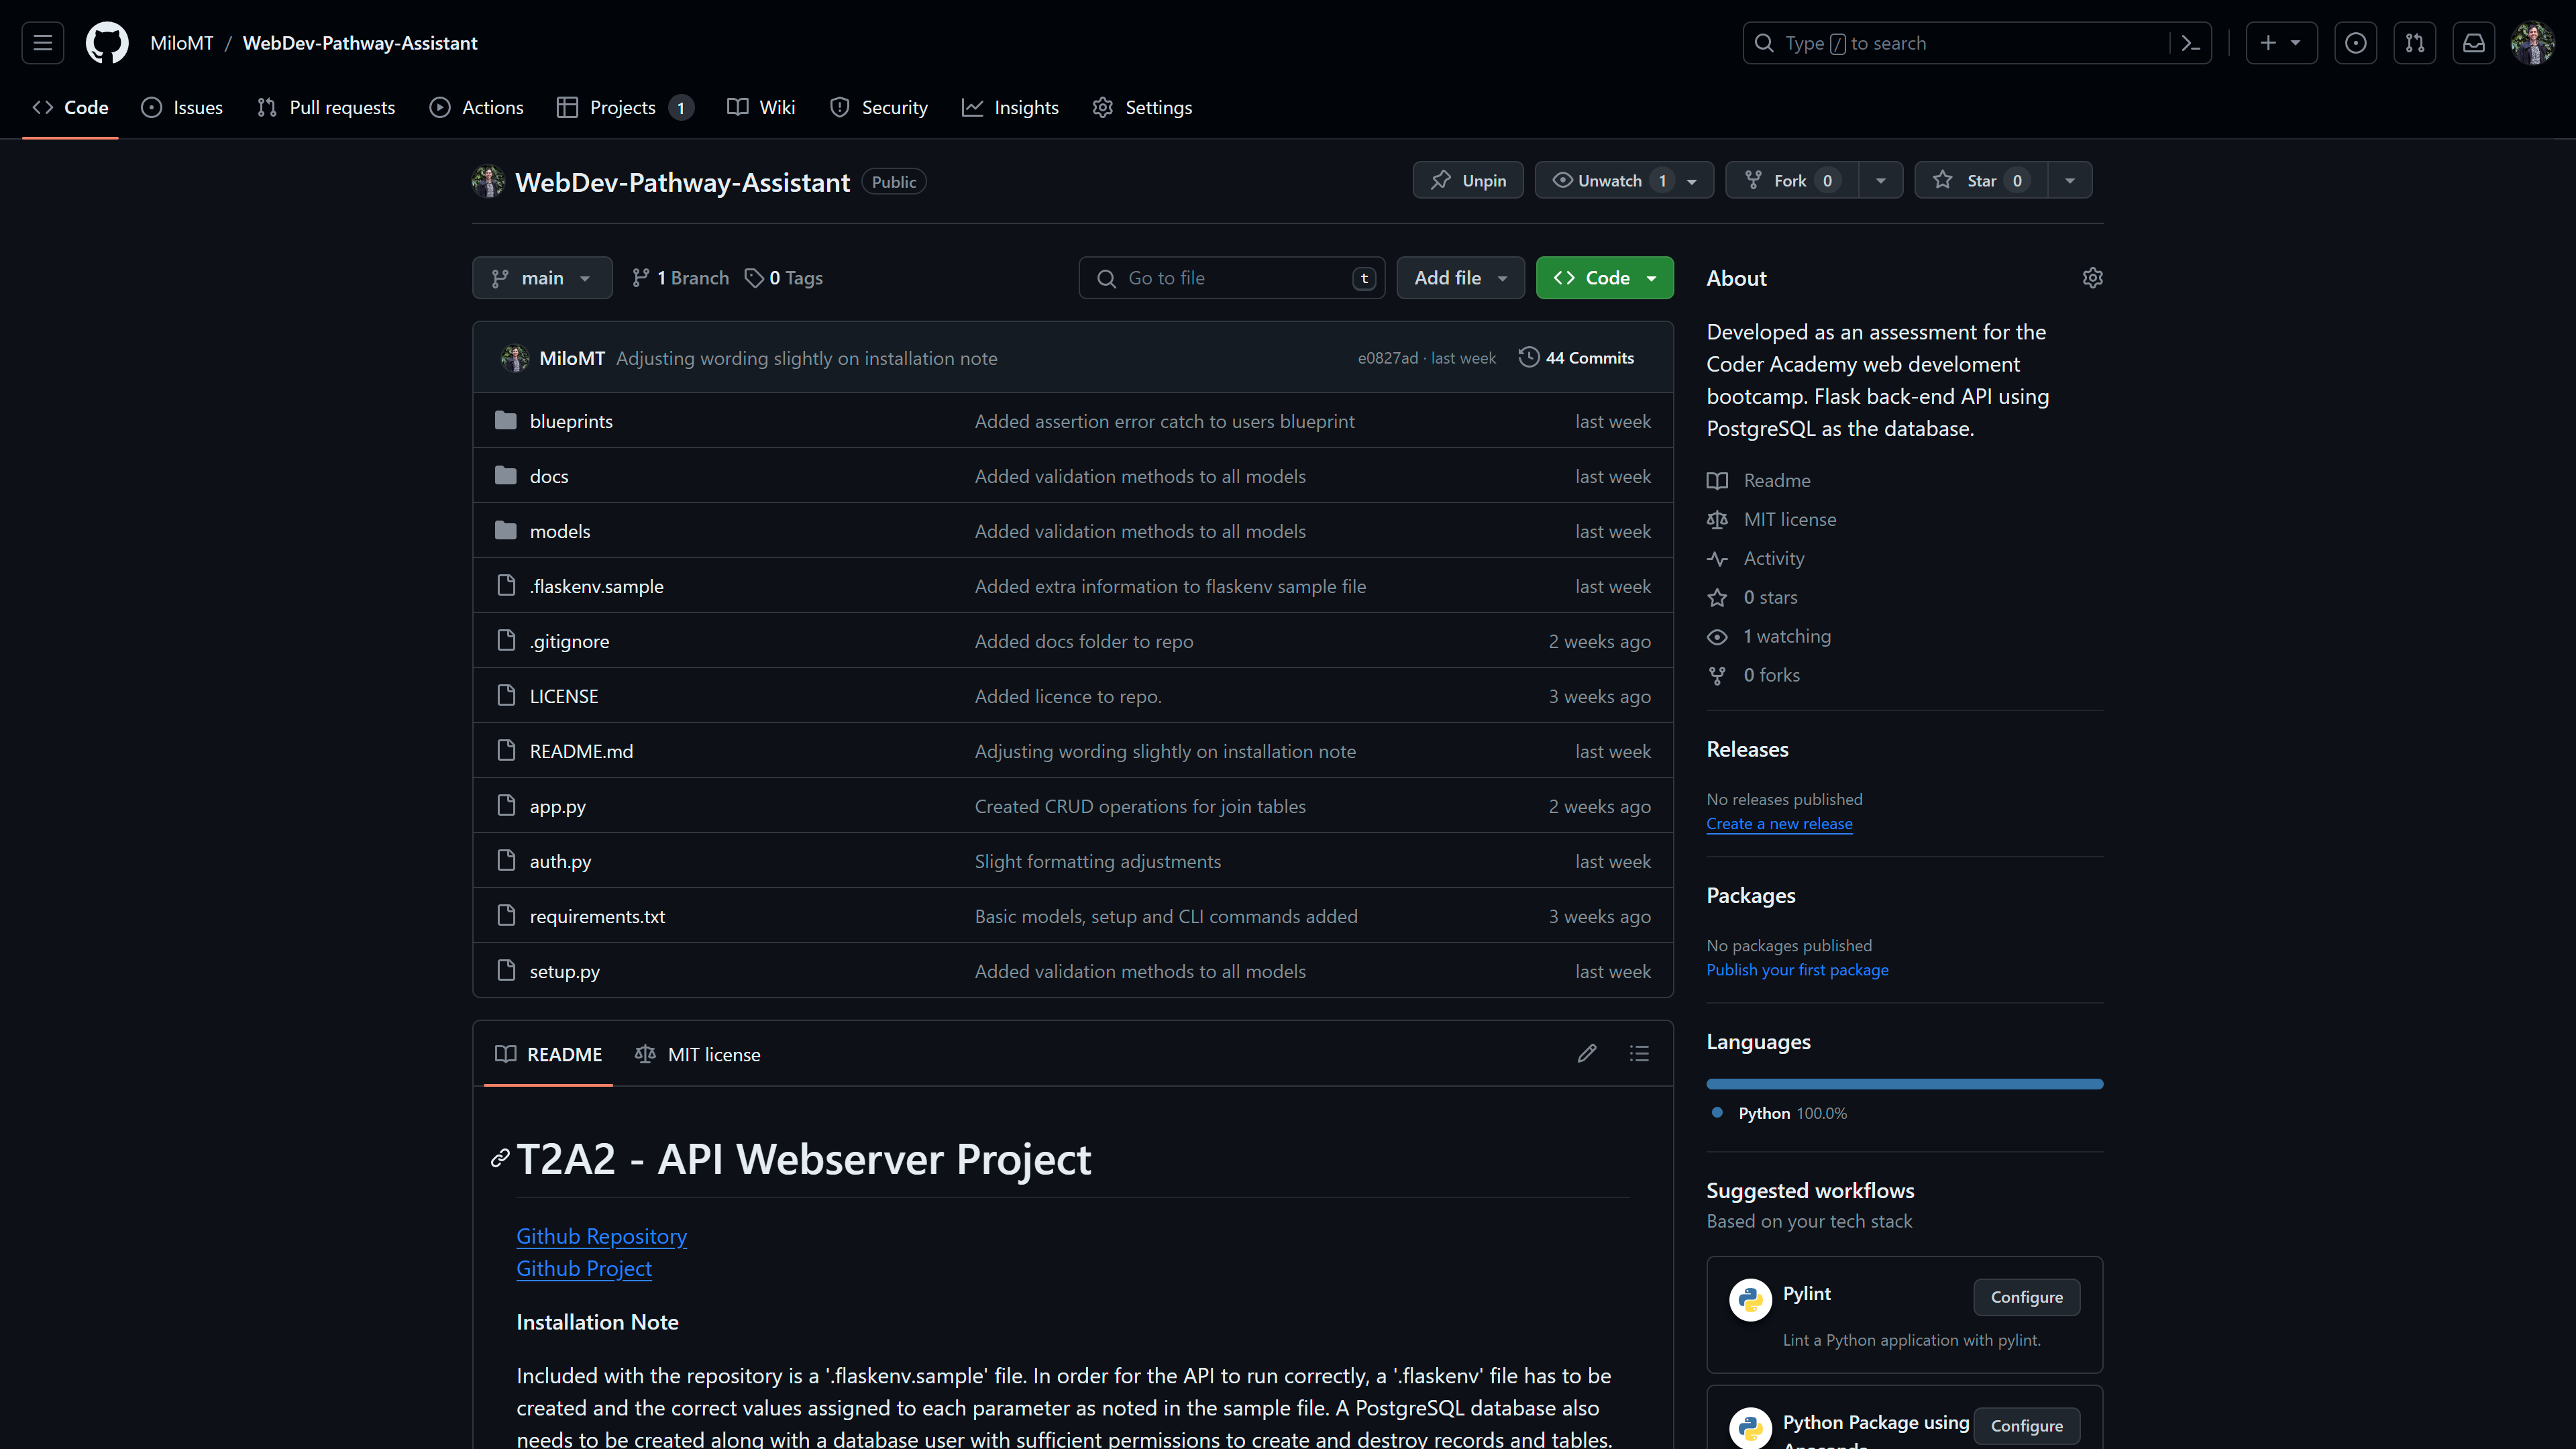 MiloMT / WebDev-Pathway-Assistant
Type / to search
Code Issues Pull requests Actions Projects 1 Wiki Security Insights Settings
WebDev-Pathway-Assistant Public
Unpin Unwatch 1 Fork 0 Star 0
main 1 Branch 0 Tags
Go to file t Add file Code
MiloMT Adjusting wording slightly on installation note e0827ad · last week 44 Commits
blueprints Added assertion error catch to users blueprint last week
docs Added validation methods to all models last week
models Added validation methods to all models last week
.flaskenv.sample Added extra information to flaskenv sample file last week
.gitignore Added docs folder to repo 2 weeks ago
LICENSE Added licence to repo. 3 weeks ago
README.md Adjusting wording slightly on installation note last week
app.py Created CRUD operations for join tables 2 weeks ago
auth.py Slight formatting adjustments last week
requirements.txt Basic models, setup and CLI commands added 3 weeks ago
setup.py Added validation methods to all models last week
README MIT license
T2A2 - API Webserver Project
Github Repository
Github Project
Installation Note
Included with the repository is a '.flaskenv.sample' file. In order for the API to run correctly, a '.flaskenv' file has to be
created and the correct values assigned to each parameter as noted in the sample file. A PostgreSQL database also
needs to be created along with a database user with sufficient permissions to create and destroy records and tables.
About
Developed as an assessment for the
Coder Academy web develoment
bootcamp. Flask back-end API using
PostgreSQL as the database.
Readme
MIT license
Activity
0 stars
1 watching
0 forks
Releases
No releases published
Create a new release
Packages
No packages published
Publish your first package
Languages
Python 100.0%
Suggested workflows
Based on your tech stack
Pylint Configure
Lint a Python application with pylint.
Python Package using Configure
Anaconda